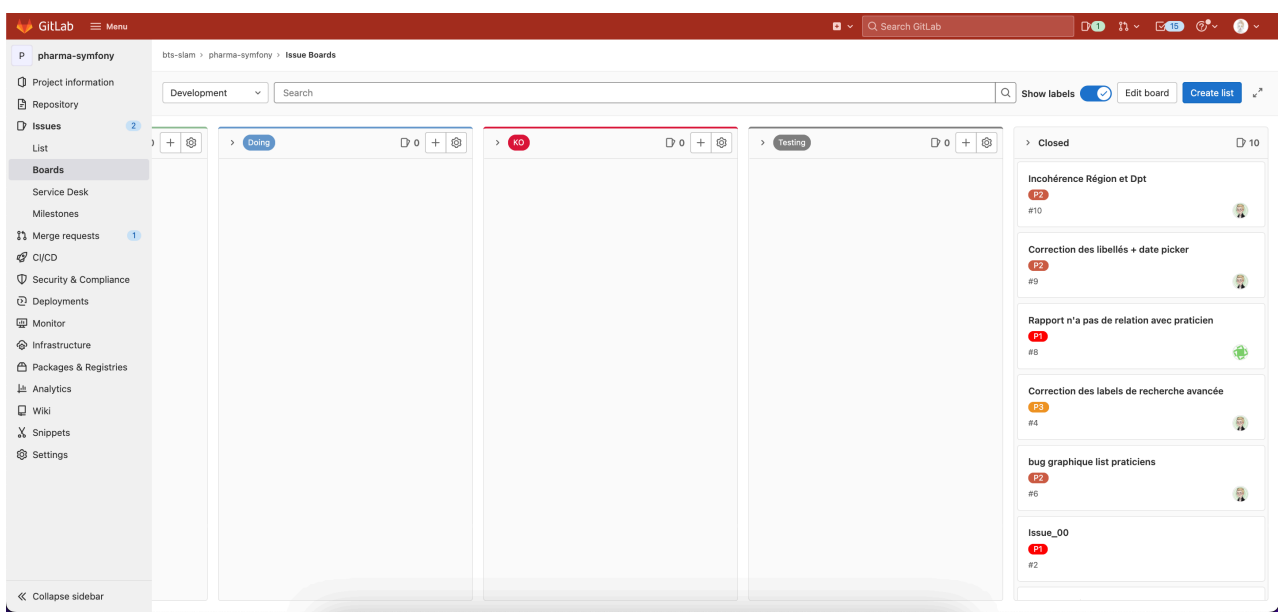 GitLab Menu Search GitLab 1 15
P pharma-symfony
bts-slam > pharma-symfony > Issue Boards
Project information
Repository
Issues 2
List
Boards
Service Desk
Milestones
Merge requests 1
CI/CD
Security & Compliance
Deployments
Monitor
Infrastructure
Packages & Registries
Analytics
Wiki
Snippets
Settings
Collapse sidebar
Development Search Show labels Edit board Create list
Doing 0
KO 0
Testing 0
Closed 10
Incohérence Région et Dpt
P2
#10
Correction des libellés + date picker
P2
#9
Rapport n'a pas de relation avec praticien
P1
#8
Correction des labels de recherche avancée
P3
#4
bug graphique list praticiens
P2
#6
Issue_00
P1
#2